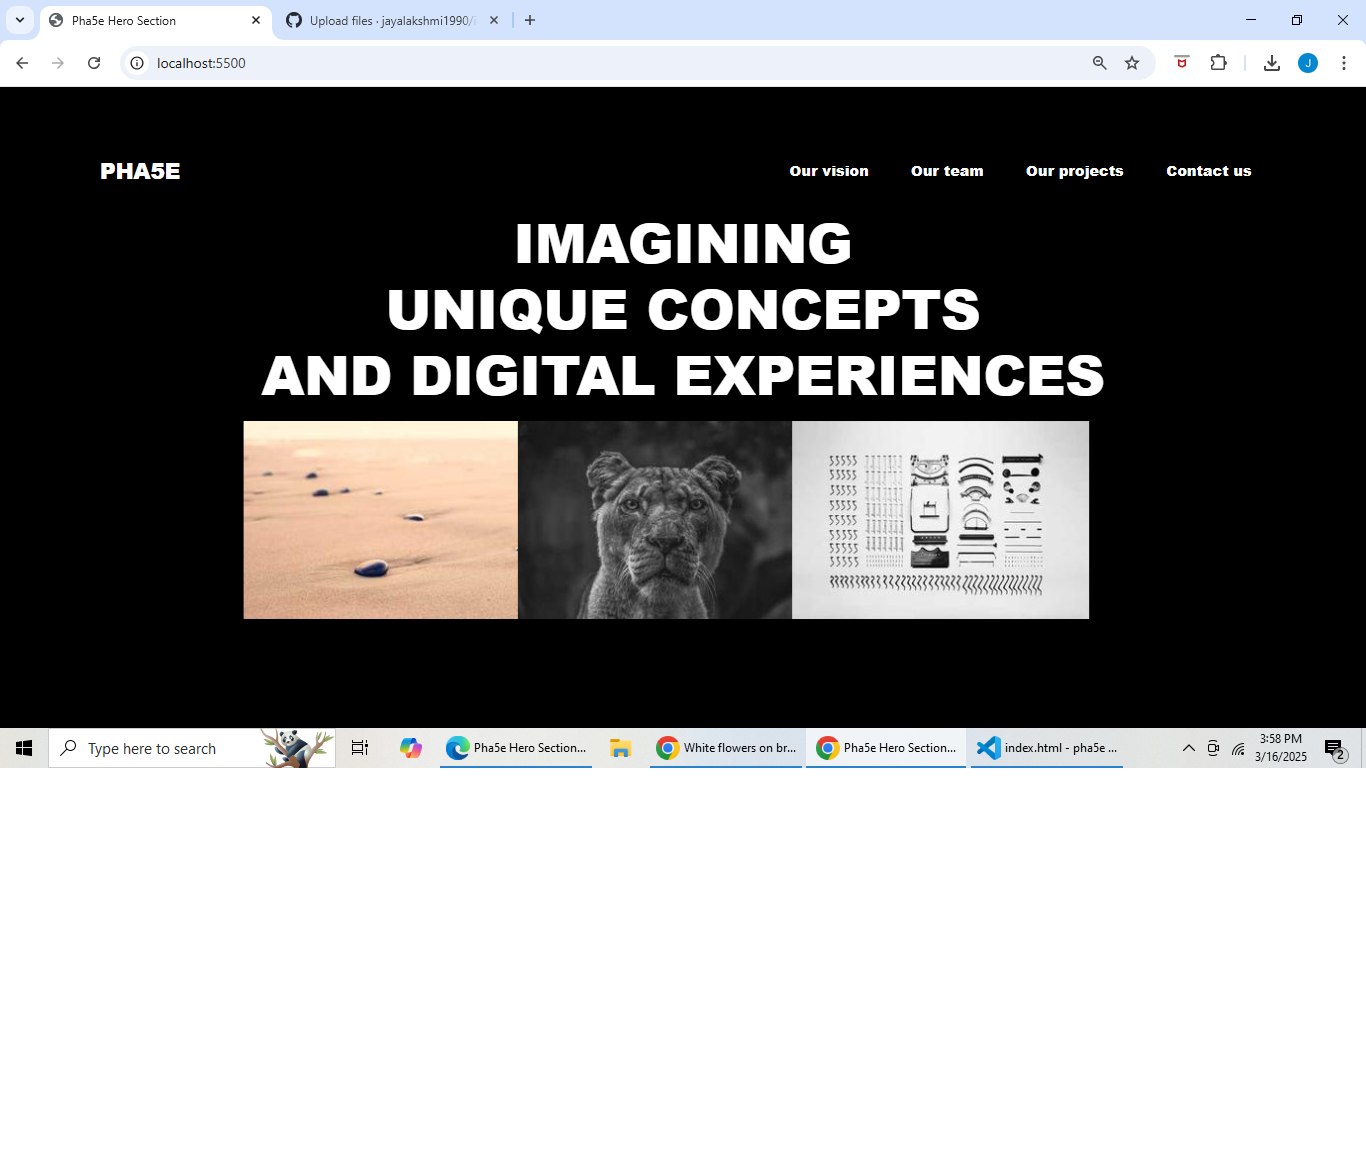 Pha5e Hero Section
Upload files · jayalakshmi1990/
localhost:5500
J
PHA5E
Our vision
Our team
Our projects
Contact us
IMAGINING
UNIQUE CONCEPTS
AND DIGITAL EXPERIENCES
Type here to search
Pha5e Hero Section...
White flowers on br...
Pha5e Hero Section...
index.html - pha5e ...
3:58 PM
3/16/2025
2